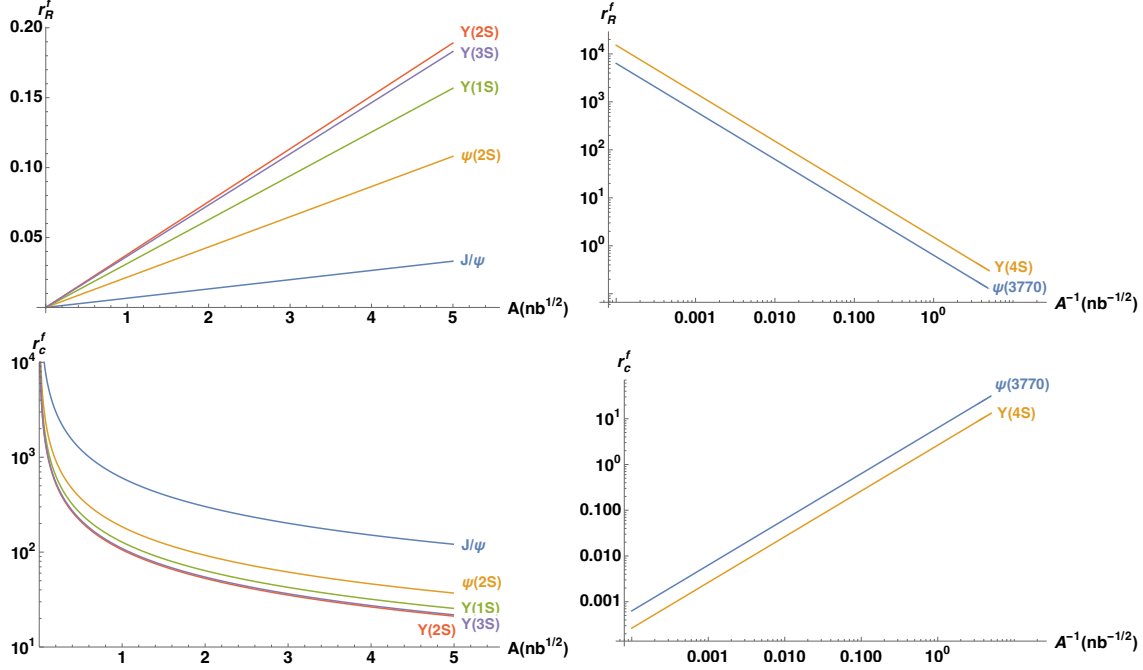 r_R^f
0.20
0.15
0.10
0.05
Υ(2S)
Υ(3S)
Υ(1S)
ψ(2S)
J/ψ
1
2
3
4
5
A(nb^{1/2})
r_R^f
10^4
10^3
10^2
10^1
10^0
Υ(4S)
ψ(3770)
0.001
0.010
0.100
10^0
A^{-1}(nb^{-1/2})
r_c^f
10^4
10^3
10^2
10^1
J/ψ
ψ(2S)
Υ(1S)
Υ(3S)
Υ(2S)
1
2
3
4
5
A(nb^{1/2})
r_c^f
10^1
10^0
0.100
0.010
0.001
ψ(3770)
Υ(4S)
0.001
0.010
0.100
10^0
A^{-1}(nb^{-1/2})